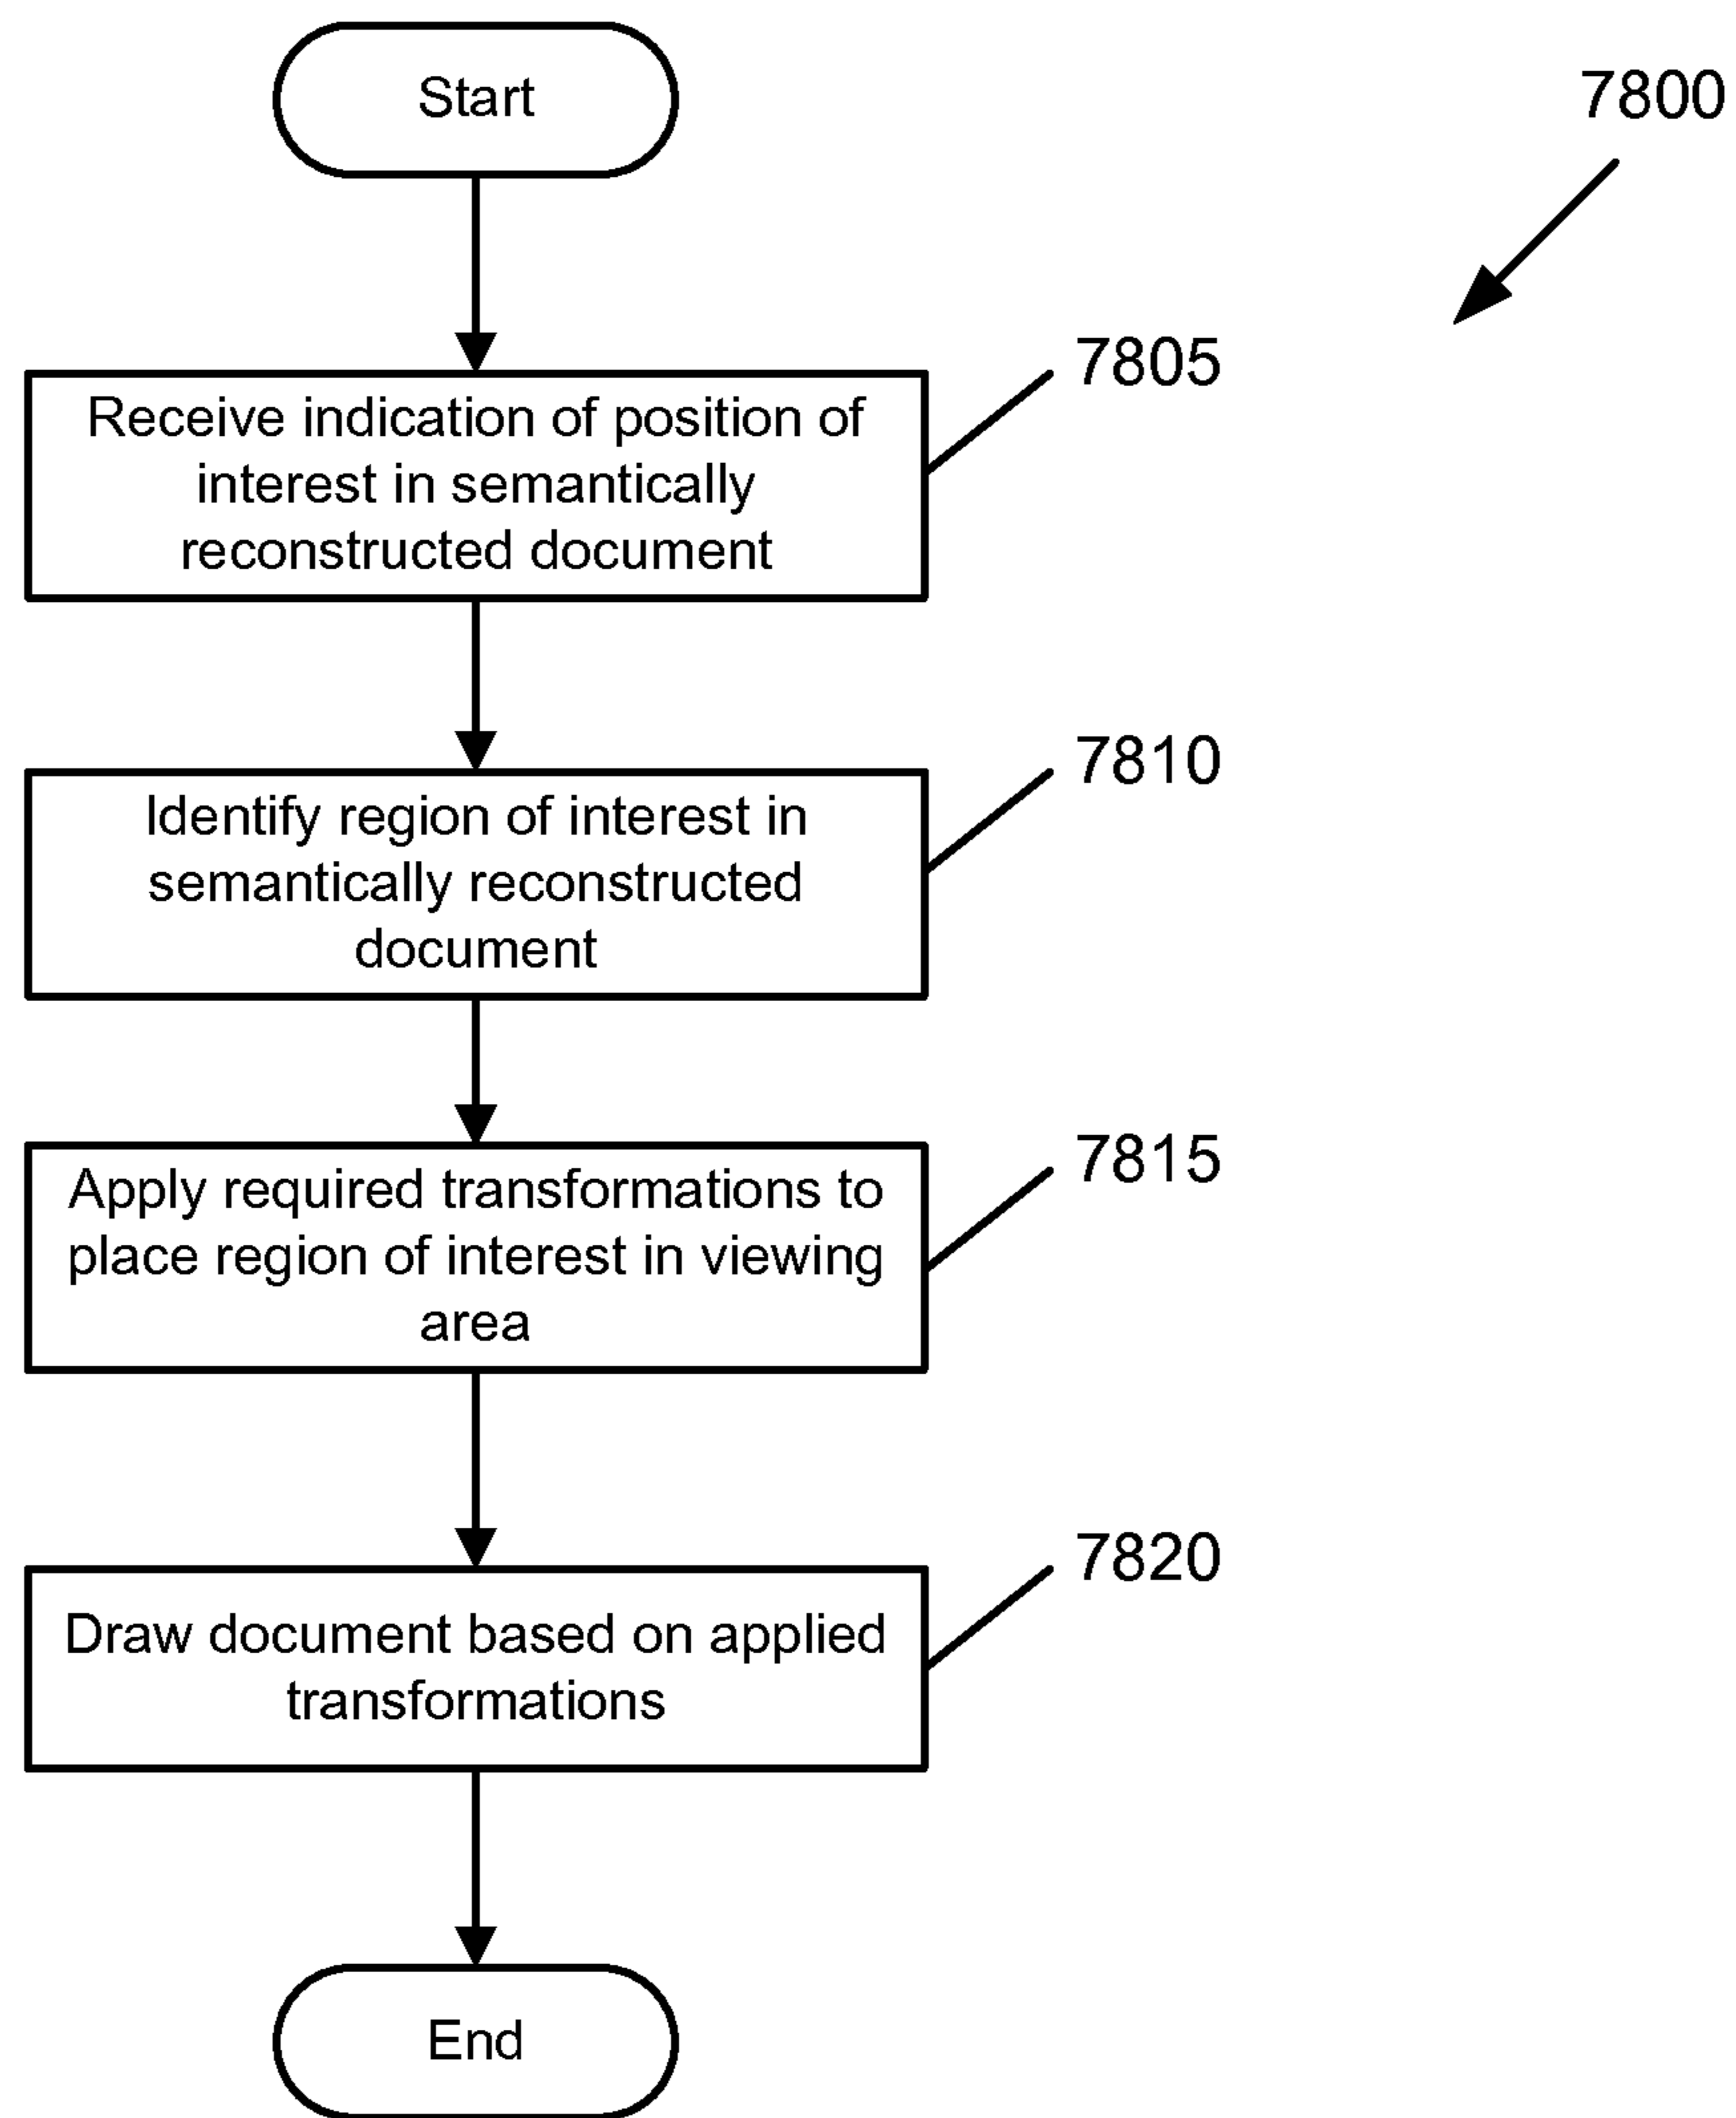 Start
7800
7805
Receive indication of position of
interest in semantically
reconstructed document
7810
Identify region of interest in
semantically reconstructed
document
7815
Apply required transformations to
place region of interest in viewing
area
7820
Draw document based on applied
transformations
End